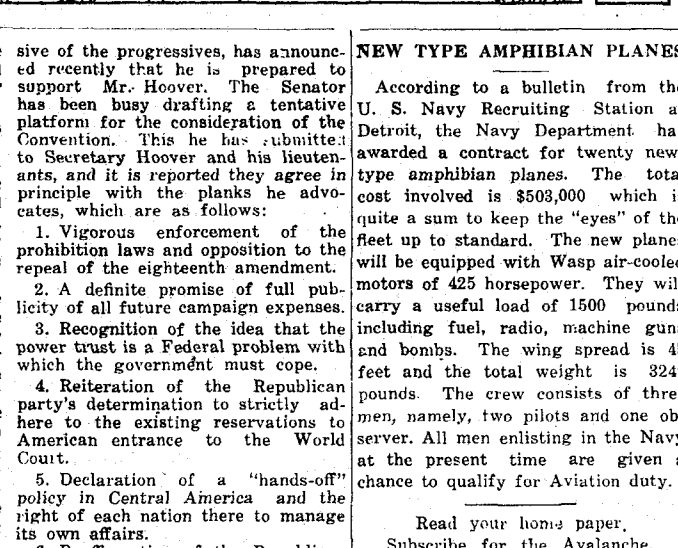 sive of the progressives, has announc-
ed recently that he is prepared to
support Mr. Hoover. The Senator
has been busy drafting a tentative
platform for the consideration of the
Convention. This he has submitted
to Secretary Hoover and his lieuten-
ants, and it is reported they agree in
principle with the planks he advo-
cates, which are as follows:
1. Vigorous enforcement of the
prohibition laws and opposition to the
repeal of the eighteenth amendment.
2. A definite promise of full pub-
licity of all future campaign expenses.
3. Recognition of the idea that the
power trust is a Federal problem with
which the government must cope.
4. Reiteration of the Republican
party's determination to strictly ad-
here to the existing reservations to
American entrance to the World
Court.
5. Declaration of a "hands-off"
policy in Central America and the
right of each nation there to manage
its own affairs.
NEW TYPE AMPHIBIAN PLANES
According to a bulletin from th
U. S. Navy Recruiting Station a
Detroit, the Navy Department ha
awarded a contract for twenty new
type amphibian planes. The tota
cost involved is $503,000 which i
quite a sum to keep the "eyes" of th
fleet up to standard. The new plane
will be equipped with Wasp air-cooled
motors of 425 horsepower. They wil
carry a useful load of 1500 pound
including fuel, radio, machine gun
and bombs. The wing spread is 4
feet and the total weight is 324
pounds. The crew consists of thre
men, namely, two pilots and one ob
server. All men enlisting in the Navy
at the present time are given a
chance to qualify for Aviation duty.
Read your home paper.
Subscribe for the Avalanche